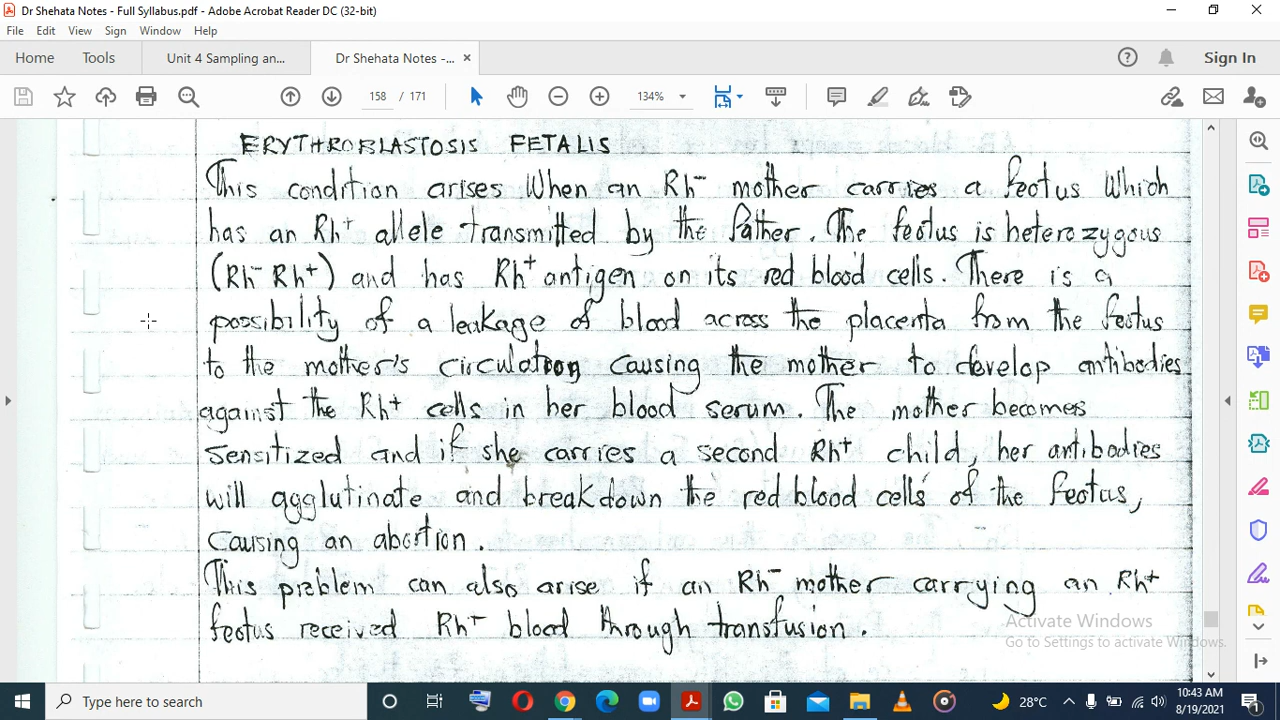 Dr Shehata Notes - Full Syllabus.pdf - Adobe Acrobat Reader DC (32-bit)
File Edit View Sign Window Help
Home Tools Unit 4 Sampling an... Dr Shehata Notes -... × Sign In
158 / 171 134%
ERYTHROBLASTOSIS FETALIS
This condition arises When an Rh⁻ mother carries a feotus Which
has an Rh⁺ allele transmitted by the father. The feotus is heterozygous
(Rh⁻ Rh⁺) and has Rh⁺ antigen on its red blood cells. There is a
possibility of a leakage of blood across the placenta from the feotus
to the mother's circulation causing the mother to develop antibodies
against the Rh⁺ cells in her blood serum. The mother becomes
sensitized and if she carries a second Rh⁺ child, her antibodies
will agglutinate and breakdown the red blood cells of the feotus,
causing an abortion.
This problem can also arise if an Rh⁻ mother carrying an Rh⁺
feotus received Rh⁺ blood through transfusion.
Activate Windows
Go to Settings to activate Windows.
Type here to search 28°C 10:43 AM
8/19/2021